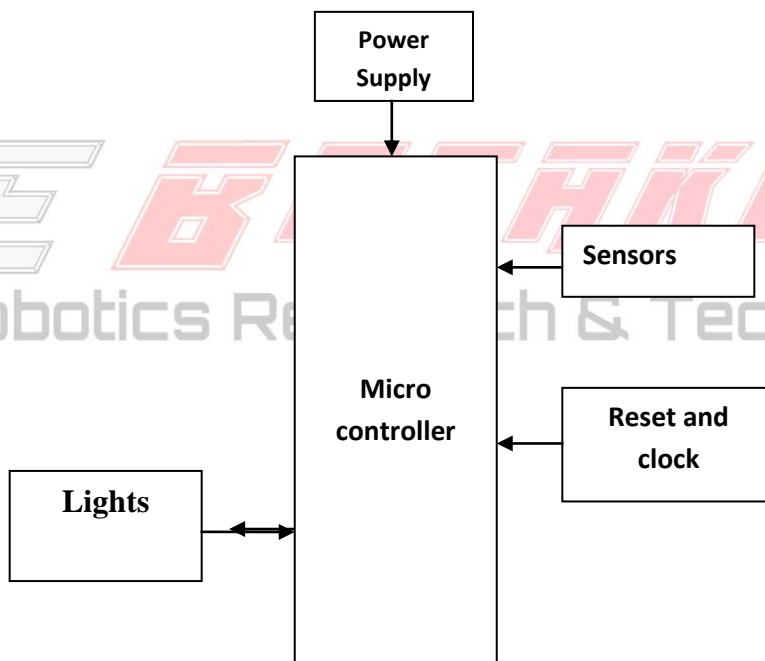 Power
Supply
Sensors
Micro
controller
Reset and
clock
Lights